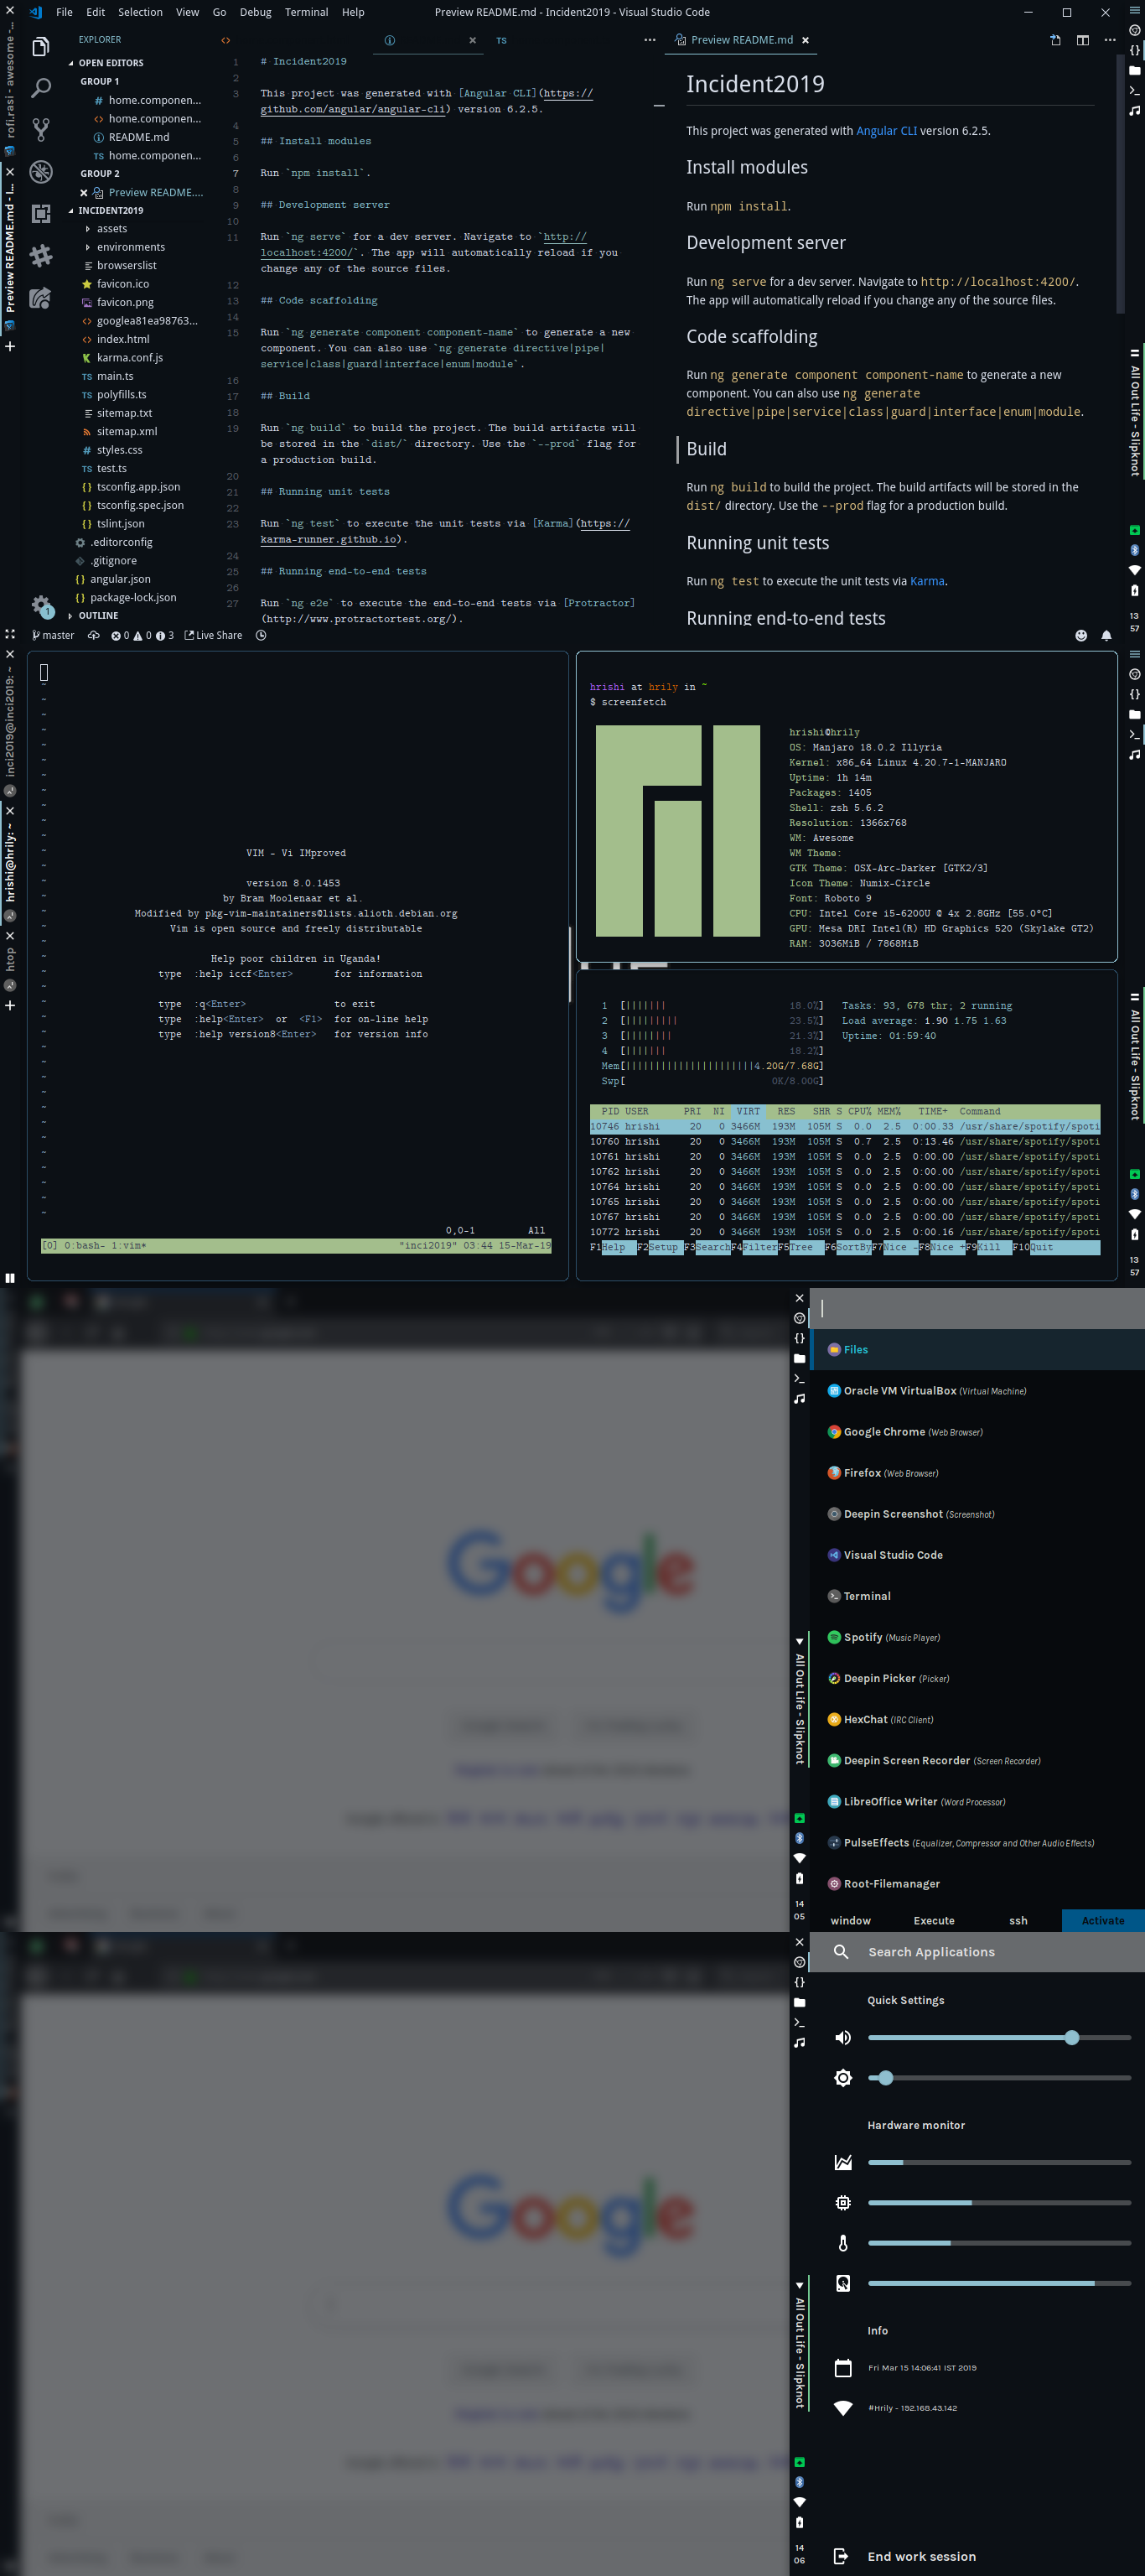 File Edit Selection View Go Debug Terminal Help Preview README.md - Incident2019 - Visual Studio Code
EXPLORER
OPEN EDITORS
GROUP 1
# home.componen...
<> home.componen...
README.md
TS home.componen...
GROUP 2
Preview README....
INCIDENT2019
assets
environments
browserslist
favicon.ico
favicon.png
googlea81ea98763...
<> index.html
karma.conf.js
TS main.ts
TS polyfills.ts
sitemap.txt
sitemap.xml
# styles.css
TS test.ts
{} tsconfig.app.json
{} tsconfig.spec.json
{} tslint.json
.editorconfig
.gitignore
{} angular.json
{} package-lock.json
OUTLINE
1
master 0 0 3 Live Share
TS
1 # Incident2019
2
3 This project was generated with [Angular CLI](https://
github.com/angular/angular-cli) version 6.2.5.
4
5 ## Install modules
6
7 Run `npm install`.
8
9 ## Development server
10
11 Run `ng serve` for a dev server. Navigate to `http://
localhost:4200/`. The app will automatically reload if you
change any of the source files.
12
13 ## Code scaffolding
14
15 Run `ng generate component component-name` to generate a new
component. You can also use `ng generate directive|pipe|
service|class|guard|interface|enum|module`.
16
17 ## Build
18
19 Run `ng build` to build the project. The build artifacts will
be stored in the `dist/` directory. Use the `--prod` flag for
a production build.
20
21 ## Running unit tests
22
23 Run `ng test` to execute the unit tests via [Karma](https://
karma-runner.github.io).
24
25 ## Running end-to-end tests
26
27 Run `ng e2e` to execute the end-to-end tests via [Protractor]
(http://www.protractortest.org/).
Preview README.md
Incident2019
This project was generated with Angular CLI version 6.2.5.
Install modules
Run npm install.
Development server
Run ng serve for a dev server. Navigate to http://localhost:4200/.
The app will automatically reload if you change any of the source files.
Code scaffolding
Run ng generate component component-name to generate a new
component. You can also use ng generate
directive|pipe|service|class|guard|interface|enum|module.
Build
Run ng build to build the project. The build artifacts will be stored in the
dist/ directory. Use the --prod flag for a production build.
Running unit tests
Run ng test to execute the unit tests via Karma.
Running end-to-end tests
rofi.rasi - awesome -...
Preview README.md - I...
All Out Life - Slipknot
13
57
inci2019@inci2019: ~
hrishi@hrily: ~
htop
VIM - Vi IMproved
version 8.0.1453
by Bram Moolenaar et al.
Modified by pkg-vim-maintainers@lists.alioth.debian.org
Vim is open source and freely distributable
Help poor children in Uganda!
type :help iccf<Enter> for information
type :q<Enter> to exit
type :help<Enter> or <F1> for on-line help
type :help version8<Enter> for version info
0,0-1 All
[0] 0:bash- 1:vim* "inci2019" 03:44 15-Mar-19
hrishi at hrily in ~
$ screenfetch
hrishi@hrily
OS: Manjaro 18.0.2 Illyria
Kernel: x86_64 Linux 4.20.7-1-MANJARO
Uptime: 1h 14m
Packages: 1405
Shell: zsh 5.6.2
Resolution: 1366x768
WM: Awesome
WM Theme:
GTK Theme: OSX-Arc-Darker [GTK2/3]
Icon Theme: Numix-Circle
Font: Roboto 9
CPU: Intel Core i5-6200U @ 4x 2.8GHz [55.0°C]
GPU: Mesa DRI Intel(R) HD Graphics 520 (Skylake GT2)
RAM: 3036MiB / 7868MiB
1 [||||||| 18.0%] Tasks: 93, 678 thr; 2 running
2 [||||||||| 23.5%] Load average: 1.90 1.75 1.63
3 [|||||||| 21.3%] Uptime: 01:59:40
4 [||||||| 18.2%]
Mem[||||||||||||||||||||||4.20G/7.68G]
Swp[ 0K/8.00G]
PID USER PRI NI VIRT RES SHR S CPU% MEM% TIME+ Command
10746 hrishi 20 0 3466M 193M 105M S 0.0 2.5 0:00.33 /usr/share/spotify/spoti
10760 hrishi 20 0 3466M 193M 105M S 0.7 2.5 0:13.46 /usr/share/spotify/spoti
10761 hrishi 20 0 3466M 193M 105M S 0.0 2.5 0:00.00 /usr/share/spotify/spoti
10762 hrishi 20 0 3466M 193M 105M S 0.0 2.5 0:00.00 /usr/share/spotify/spoti
10764 hrishi 20 0 3466M 193M 105M S 0.0 2.5 0:00.00 /usr/share/spotify/spoti
10765 hrishi 20 0 3466M 193M 105M S 0.0 2.5 0:00.00 /usr/share/spotify/spoti
10767 hrishi 20 0 3466M 193M 105M S 0.0 2.5 0:00.00 /usr/share/spotify/spoti
10772 hrishi 20 0 3466M 193M 105M S 0.0 2.5 0:00.16 /usr/share/spotify/spoti
F1Help F2Setup F3SearchF4FilterF5Tree F6SortByF7Nice -F8Nice +F9Kill F10Quit
All Out Life - Slipknot
13
57
Google
All Out Life - Slipknot
14
05
Files
Oracle VM VirtualBox (Virtual Machine)
Google Chrome (Web Browser)
Firefox (Web Browser)
Deepin Screenshot (Screenshot)
Visual Studio Code
Terminal
Spotify (Music Player)
Deepin Picker (Picker)
HexChat (IRC Client)
Deepin Screen Recorder (Screen Recorder)
LibreOffice Writer (Word Processor)
PulseEffects (Equalizer, Compressor and Other Audio Effects)
Root-Filemanager
window Execute ssh Activate
Google
All Out Life - Slipknot
14
06
Search Applications
Quick Settings
Hardware monitor
Info
Fri Mar 15 14:06:41 IST 2019
#Hrily - 192.168.43.142
End work session